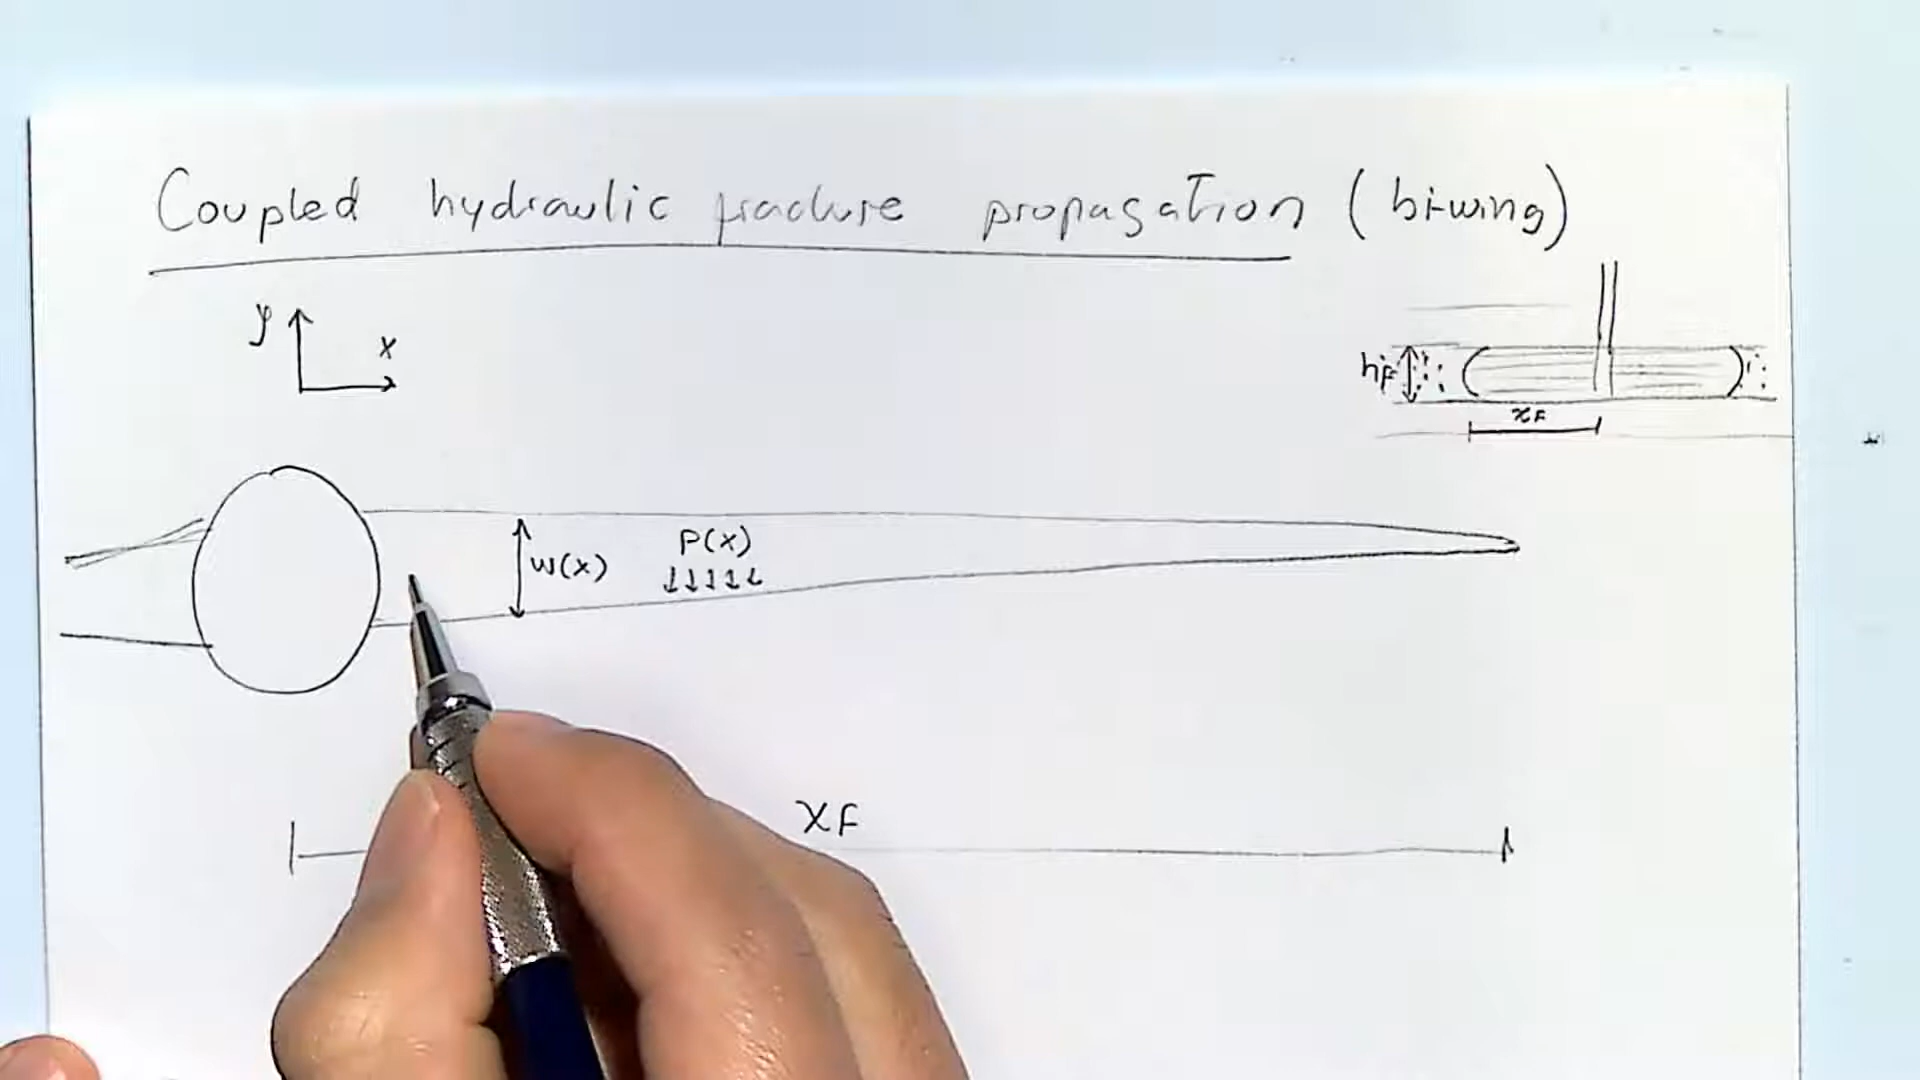 Coupled hydraulic fracture propagation (bi-wing)
y
x
hF
xF
P(x)
w(x)
xF